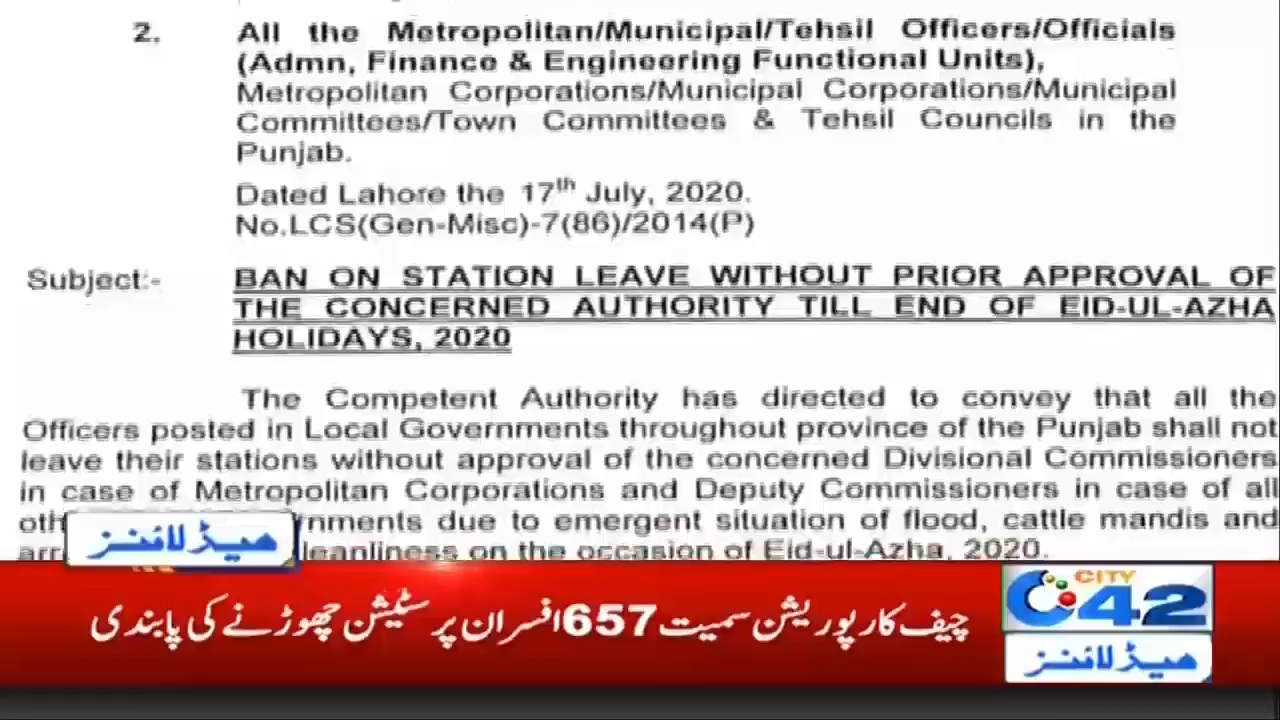 2. All the Metropolitan/Municipal/Tehsil Officers/Officials
(Admn, Finance & Engineering Functional Units),
Metropolitan Corporations/Municipal Corporations/Municipal
Committees/Town Committees & Tehsil Councils in the
Punjab.
Dated Lahore the 17th July, 2020.
No.LCS(Gen-Misc)-7(86)/2014(P)
Subject:- BAN ON STATION LEAVE WITHOUT PRIOR APPROVAL OF
THE CONCERNED AUTHORITY TILL END OF EID-UL-AZHA
HOLIDAYS, 2020
The Competent Authority has directed to convey that all the
Officers posted in Local Governments throughout province of the Punjab shall not
leave their stations without approval of the concerned Divisional Commissioners
in case of Metropolitan Corporations and Deputy Commissioners in case of all
due to emergent situation of flood, cattle mandis and
on the occasion of Eid-ul-Azha, 2020.
ہیڈ لائنز
چیف کارپوریشن سمیت 657 افسران پر سٹیشن چھوڑنے کی پابندی
CITY
42
ہیڈ لائنز